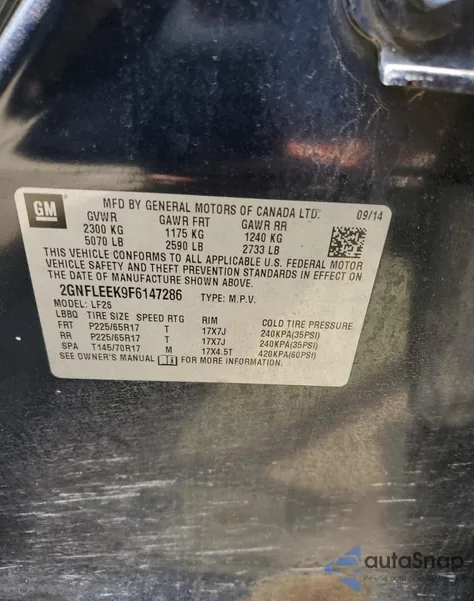 GM
MFD BY GENERAL MOTORS OF CANADA LTD. 09/14
GVWR GAWR FRT GAWR RR
2300 KG 1175 KG 1240 KG
5070 LB 2590 LB 2733 LB
THIS VEHICLE CONFORMS TO ALL APPLICABLE U.S. FEDERAL MOTOR
VEHICLE SAFETY AND THEFT PREVENTION STANDARDS IN EFFECT ON
THE DATE OF MANUFACTURE SHOWN ABOVE.
2GNFLEEK9F6147286 TYPE: M.P.V.
MODEL: LF26
LBBQ TIRE SIZE SPEED RTG RIM COLD TIRE PRESSURE
FRT P225/65R17 T 17X7J 240KPA(35PSI)
RR P225/65R17 T 17X7J 240KPA(35PSI)
SPA T145/70R17 M 17X4.5T 420KPA(60PSI)
SEE OWNER'S MANUAL FOR MORE INFORMATION.
autoSnap